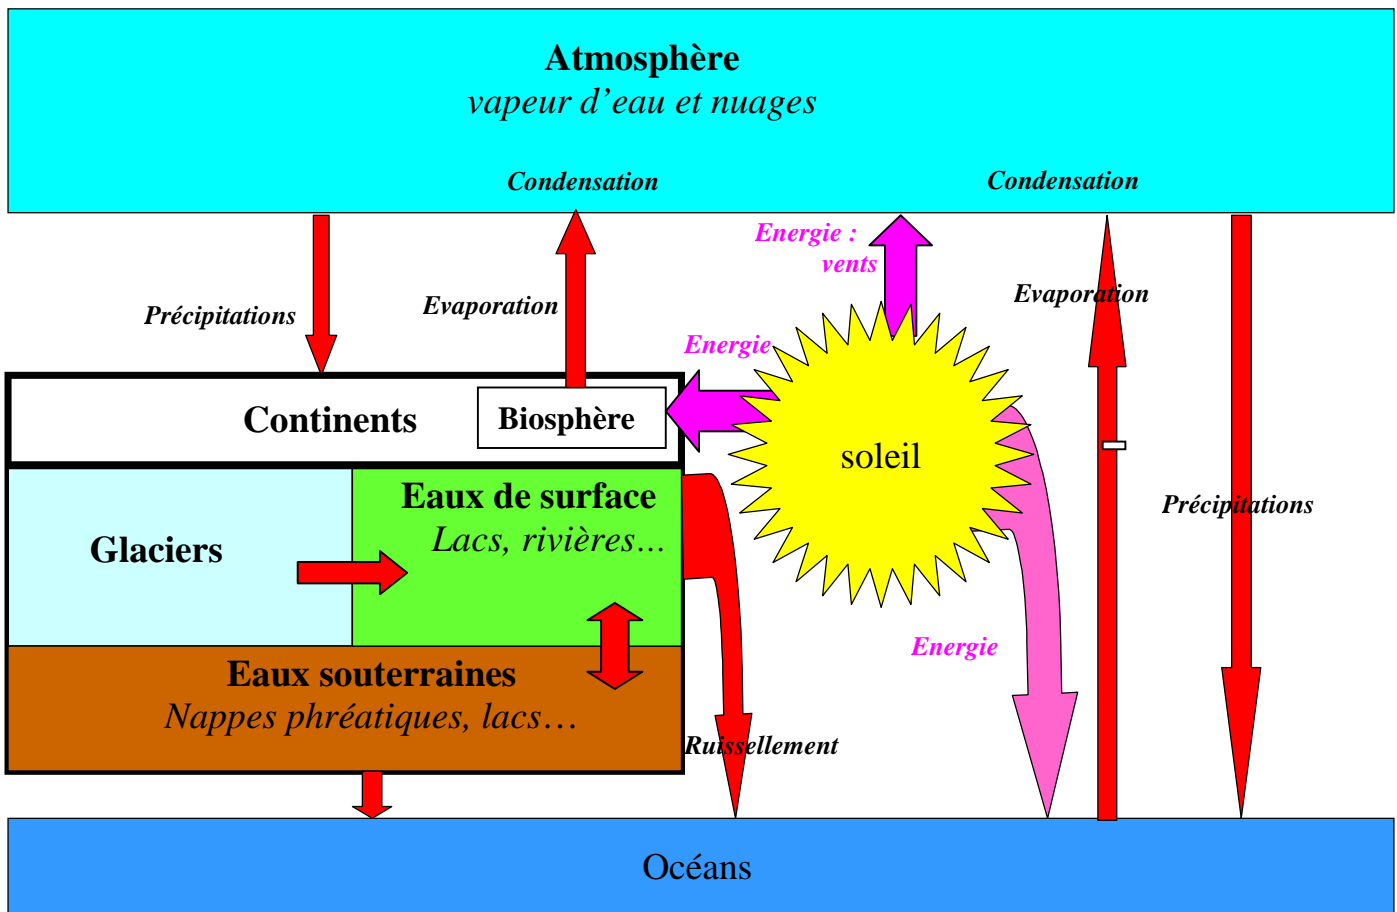 Atmosphère
vapeur d’eau et nuages
Condensation
Condensation
Energie :
vents
Précipitations
Evaporation
Evaporation
Energie
Continents
Biosphère
soleil
Eaux de surface
Lacs, rivières…
Glaciers
Précipitations
Energie
Eaux souterraines
Nappes phréatiques, lacs…
Ruissellement
Océans